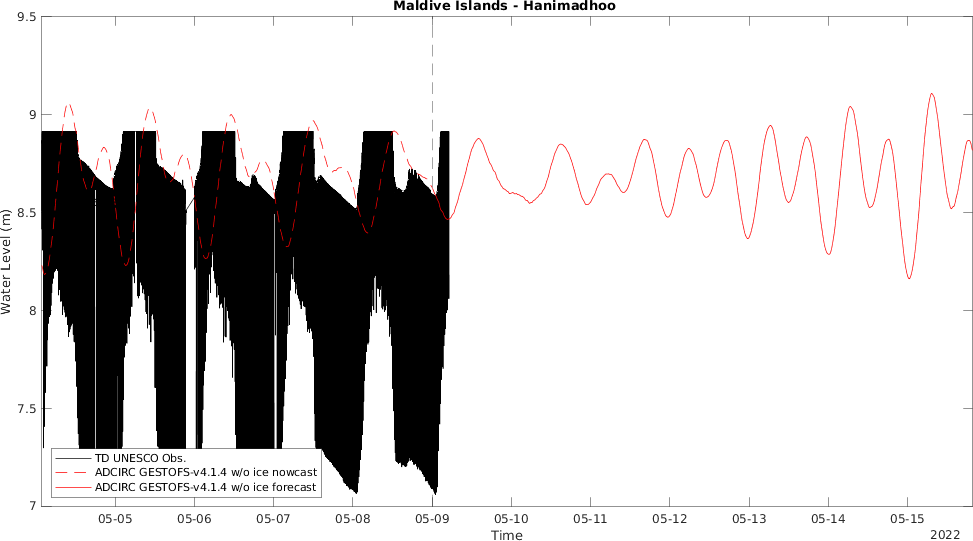 Maldive Islands - Hanimadhoo
9.5
9
8.5
8
7.5
7
Water Level (m)
TD UNESCO Obs.
ADCIRC GESTOFS-v4.1.4 w/o ice nowcast
ADCIRC GESTOFS-v4.1.4 w/o ice forecast
05-05 05-06 05-07 05-08 05-09 05-10 05-11 05-12 05-13 05-14 05-15
Time
2022